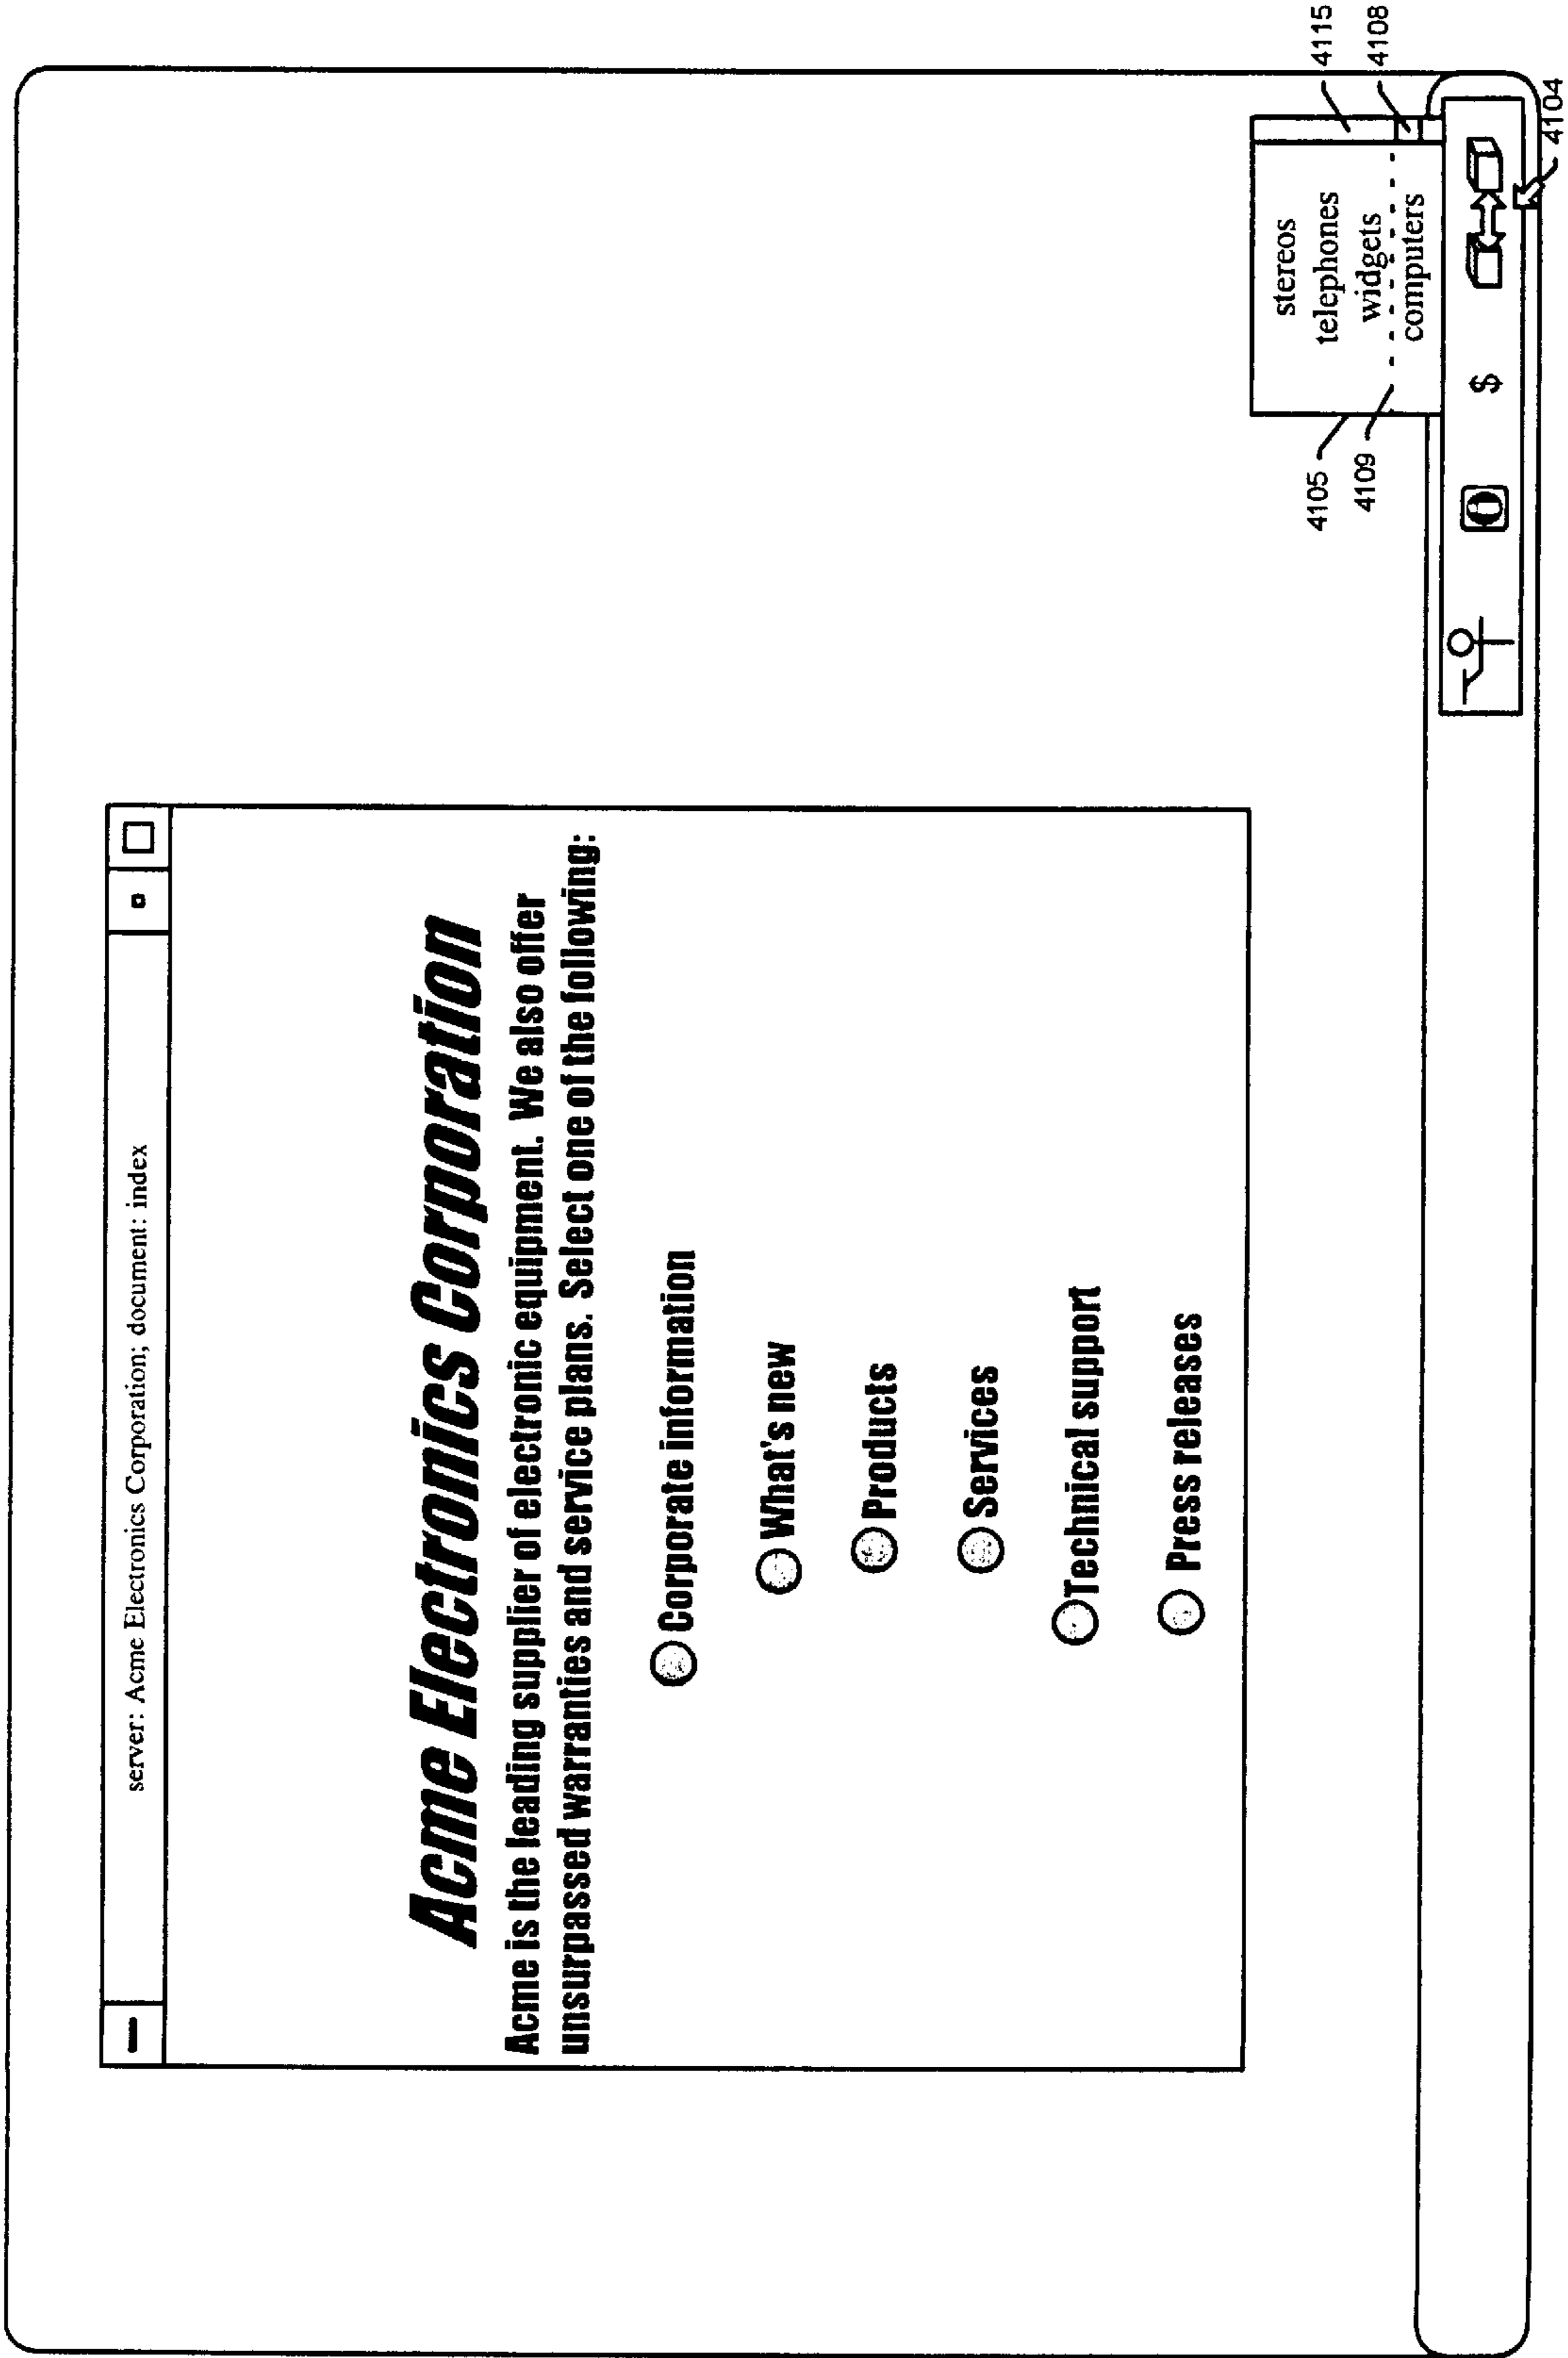 server: Acme Electronics Corporation; document: index
Acme Electronics Corporation
Acme is the leading supplier of electronic equipment. We also offer
unsurpassed warranties and service plans. Select one of the following:
Corporate information
What's new
Products
Services
Technical support
Press releases
stereos
telephones
widgets
computers
$
4105
4109
4115
4108
4104